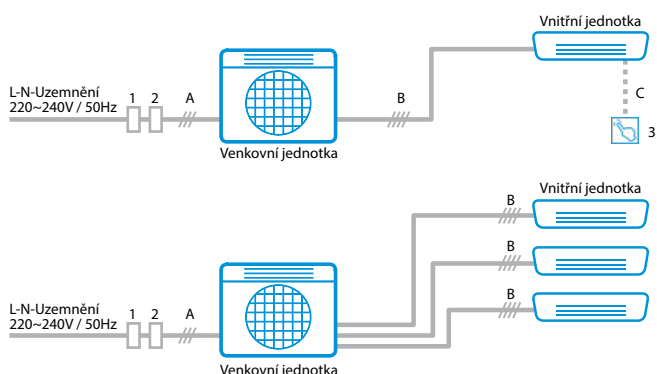 Vnitřní jednotka
L-N-Uzemnění
220~240V / 50Hz
1 2 A
B
C
3
Venkovní jednotka
Vnitřní jednotka
B
B
B
L-N-Uzemnění
220~240V / 50Hz
1 2 A
Venkovní jednotka